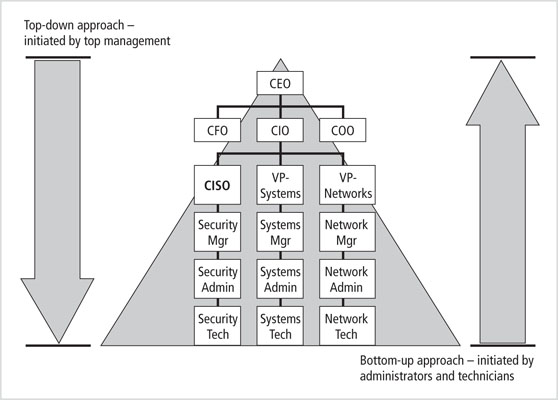 Top-down approach –
initiated by top management
CEO
CFO
CIO
COO
CISO
VP-
Systems
VP-
Networks
Security
Mgr
Systems
Mgr
Network
Mgr
Security
Admin
Systems
Admin
Network
Admin
Security
Tech
Systems
Tech
Network
Tech
Bottom-up approach – initiated by
administrators and technicians